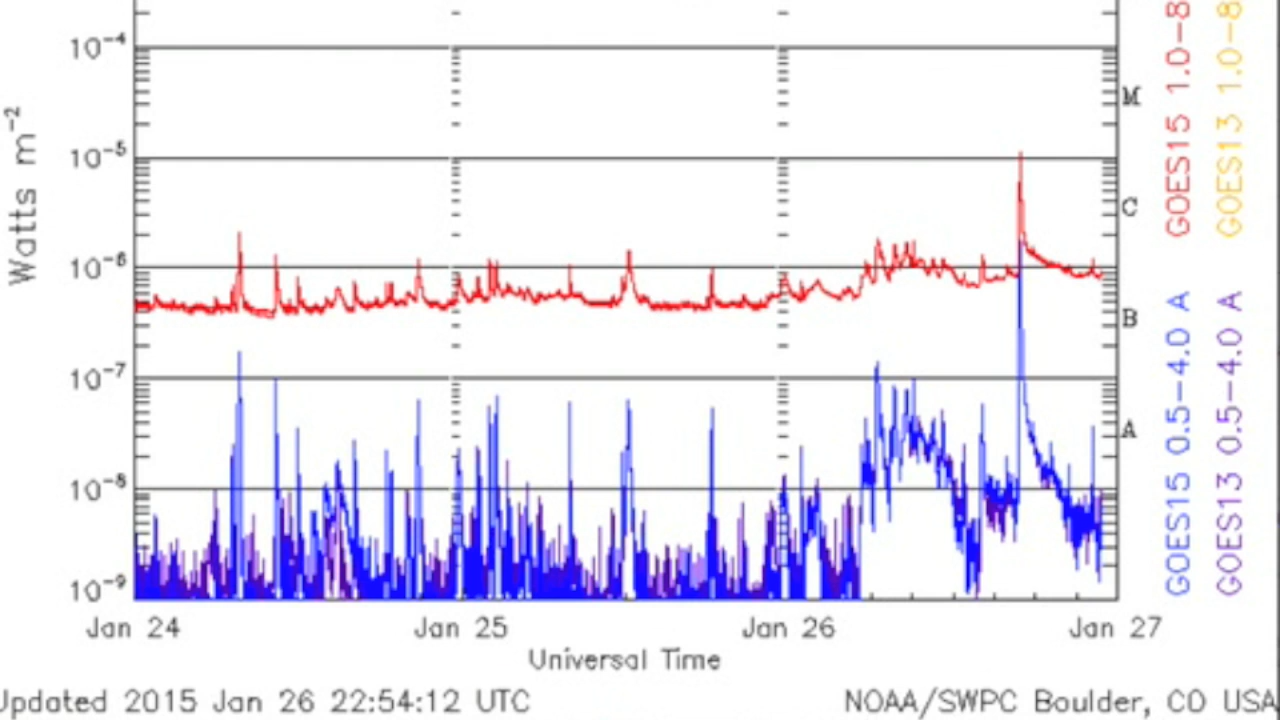 10-4
10-5
10-6
10-7
10-8
10-9
Watts m-2
M
C
B
A
GOES15 1.0-8
GOES13 1.0-8
GOES15 0.5-4.0 A
GOES13 0.5-4.0 A
Jan 24 Jan 25 Jan 26 Jan 27
Universal Time
Updated 2015 Jan 26 22:54:12 UTC
NOAA/SWPC Boulder, CO USA